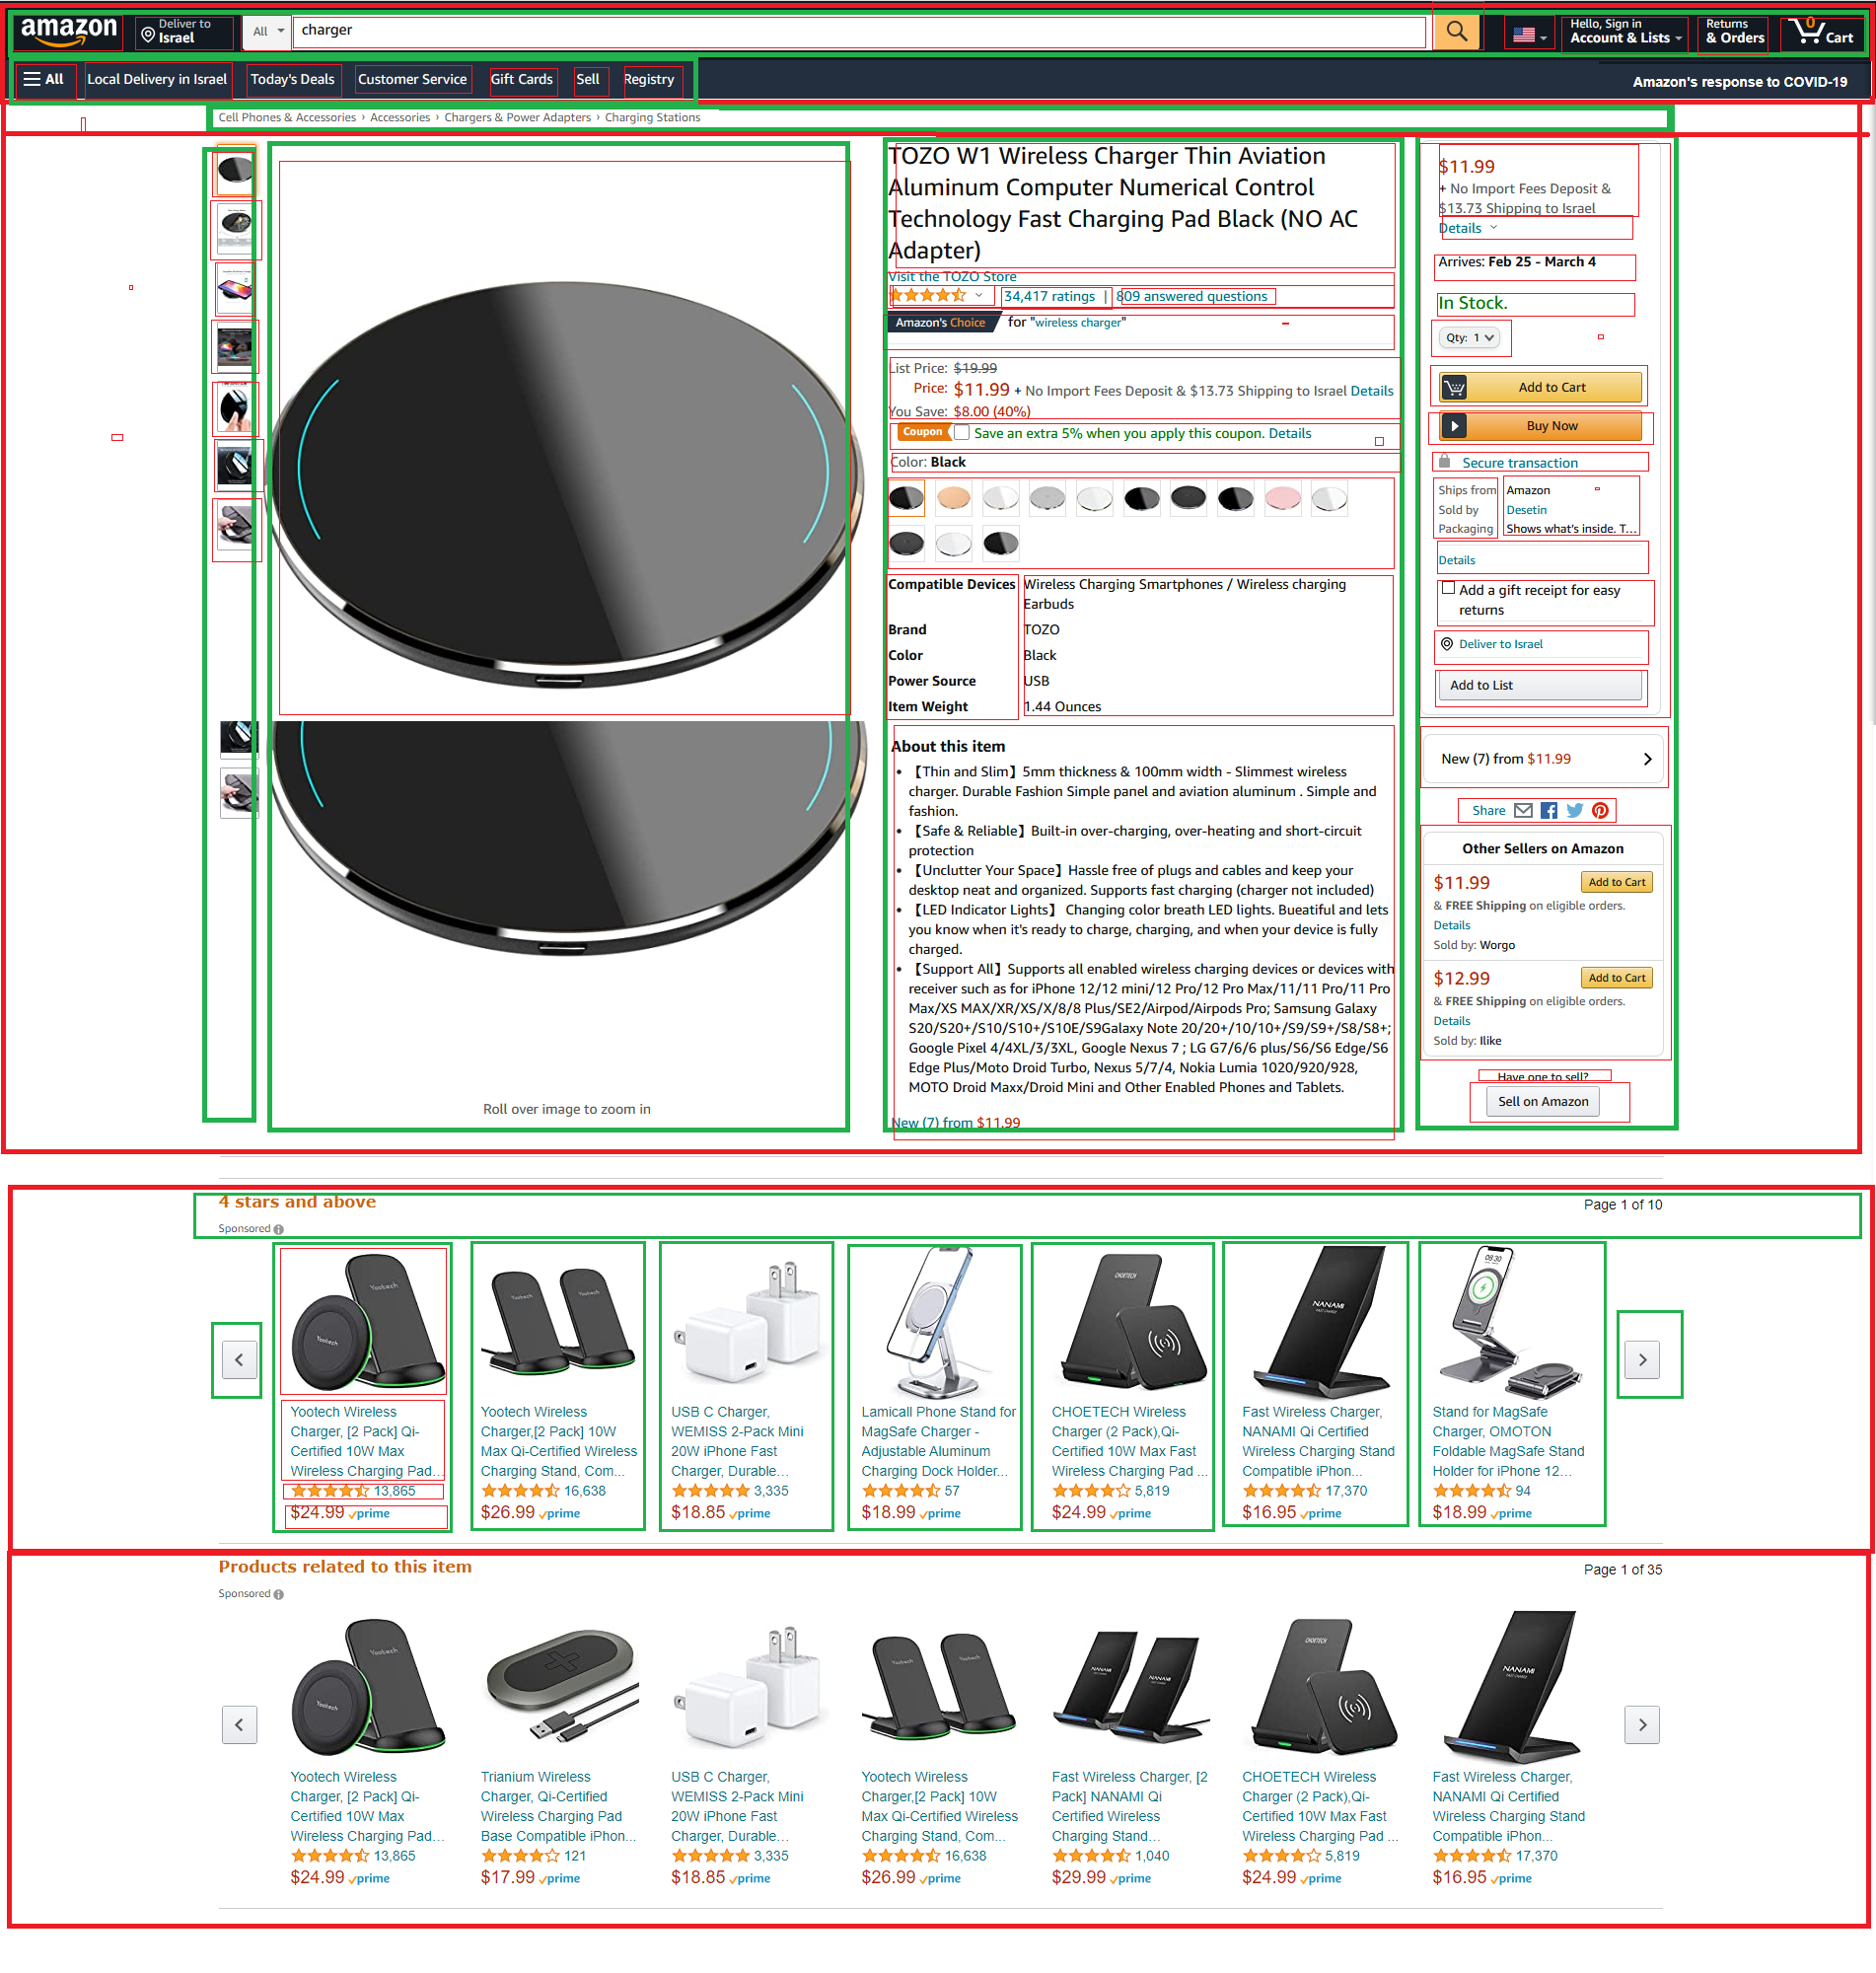 amazon
Deliver to
Israel
All
charger
Hello, Sign in
Account & Lists
Returns
& Orders
0
Cart
All
Local Delivery in Israel
Today's Deals
Customer Service
Gift Cards
Sell
Registry
Amazon's response to COVID-19
Cell Phones & Accessories › Accessories › Chargers & Power Adapters › Charging Stations
TOZO W1 Wireless Charger Thin Aviation
Aluminum Computer Numerical Control
Technology Fast Charging Pad Black (NO AC
Adapter)
Visit the TOZO Store
34,417 ratings | 809 answered questions
Amazon's Choice for "wireless charger"
List Price: $19.99
Price: $11.99 + No Import Fees Deposit & $13.73 Shipping to Israel Details
You Save: $8.00 (40%)
Coupon Save an extra 5% when you apply this coupon. Details
Color: Black
Compatible Devices Wireless Charging Smartphones / Wireless charging
Earbuds
Brand TOZO
Color Black
Power Source USB
Item Weight 1.44 Ounces
About this item
• 【Thin and Slim】5mm thickness & 100mm width - Slimmest wireless
charger. Durable Fashion Simple panel and aviation aluminum . Simple and
fashion.
• 【Safe & Reliable】Built-in over-charging, over-heating and short-circuit
protection
• 【Unclutter Your Space】Hassle free of plugs and cables and keep your
desktop neat and organized. Supports fast charging (charger not included)
• 【LED Indicator Lights】 Changing color breath LED lights. Bueatiful and lets
you know when it's ready to charge, charging, and when your device is fully
charged.
• 【Support All】Supports all enabled wireless charging devices or devices with
receiver such as for iPhone 12/12 mini/12 Pro/12 Pro Max/11/11 Pro/11 Pro
Max/XS MAX/XR/XS/X/8/8 Plus/SE2/Airpod/Airpods Pro; Samsung Galaxy
S20/S20+/S10/S10+/S10E/S9Galaxy Note 20/20+/10/10+/S9/S9+/S8/S8+;
Google Pixel 4/4XL/3/3XL, Google Nexus 7 ; LG G7/6/6 plus/S6/S6 Edge/S6
Edge Plus/Moto Droid Turbo, Nexus 5/7/4, Nokia Lumia 1020/920/928,
MOTO Droid Maxx/Droid Mini and Other Enabled Phones and Tablets.
New (7) from $11.99
Roll over image to zoom in
$11.99
+ No Import Fees Deposit &
$13.73 Shipping to Israel
Details
Arrives: Feb 25 - March 4
In Stock.
Qty: 1
Add to Cart
Buy Now
Secure transaction
Ships from Amazon
Sold by Desetin
Packaging Shows what's inside. T...
Details
Add a gift receipt for easy
returns
Deliver to Israel
Add to List
New (7) from $11.99
Share
Other Sellers on Amazon
$11.99 Add to Cart
& FREE Shipping on eligible orders.
Details
Sold by: Worgo
$12.99 Add to Cart
& FREE Shipping on eligible orders.
Details
Sold by: Ilike
Have one to sell?
Sell on Amazon
4 stars and above
Page 1 of 10
Sponsored
Yootech Wireless
Charger, [2 Pack] Qi-
Certified 10W Max
Wireless Charging Pad...
13,865
$24.99 prime
Yootech Wireless
Charger,[2 Pack] 10W
Max Qi-Certified Wireless
Charging Stand, Com...
16,638
$26.99 prime
USB C Charger,
WEMISS 2-Pack Mini
20W iPhone Fast
Charger, Durable...
3,335
$18.85 prime
Lamicall Phone Stand for
MagSafe Charger -
Adjustable Aluminum
Charging Dock Holder...
57
$18.99 prime
CHOETECH
CHOETECH Wireless
Charger (2 Pack),Qi-
Certified 10W Max Fast
Wireless Charging Pad ...
5,819
$24.99 prime
NANAMI
Fast Wireless Charger,
NANAMI Qi Certified
Wireless Charging Stand
Compatible iPhon...
17,370
$16.95 prime
09:30
Stand for MagSafe
Charger, OMOTON
Foldable MagSafe Stand
Holder for iPhone 12...
94
$18.99 prime
Products related to this item
Page 1 of 35
Sponsored
Yootech Wireless
Charger, [2 Pack] Qi-
Certified 10W Max
Wireless Charging Pad...
13,865
$24.99 prime
Trianium Wireless
Charger, Qi-Certified
Wireless Charging Pad
Base Compatible iPhon...
121
$17.99 prime
USB C Charger,
WEMISS 2-Pack Mini
20W iPhone Fast
Charger, Durable...
3,335
$18.85 prime
Yootech Wireless
Charger,[2 Pack] 10W
Max Qi-Certified Wireless
Charging Stand, Com...
16,638
$26.99 prime
NANAMI
NANAMI
Fast Wireless Charger, [2
Pack] NANAMI Qi
Certified Wireless
Charging Stand...
1,040
$29.99 prime
CHOETECH
CHOETECH Wireless
Charger (2 Pack),Qi-
Certified 10W Max Fast
Wireless Charging Pad ...
5,819
$24.99 prime
NANAMI
Fast Wireless Charger,
NANAMI Qi Certified
Wireless Charging Stand
Compatible iPhon...
17,370
$16.95 prime